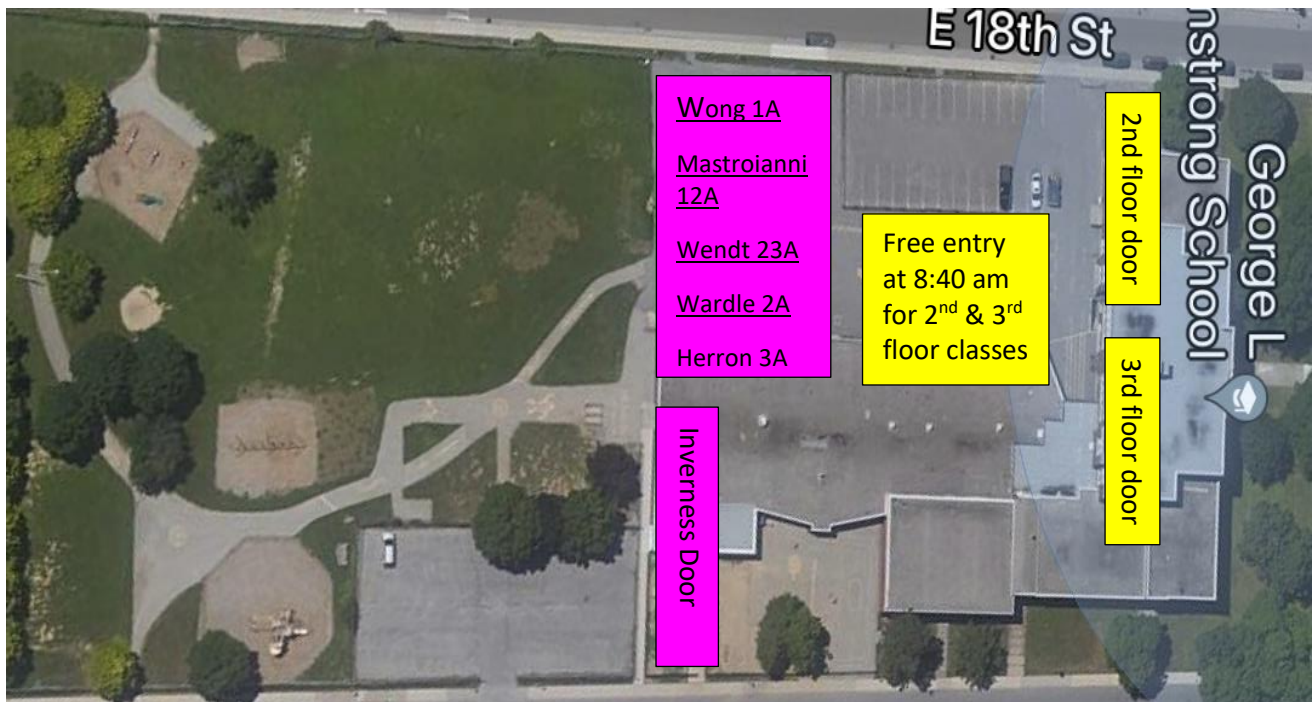 E 18th St
Wong 1A
Mastroianni
12A
Wendt 23A
Wardle 2A
Herron 3A
Inverness Door
Free entry
at 8:40 am
for 2nd & 3rd
floor classes
2nd floor door
3rd floor door
George L
mstrong School